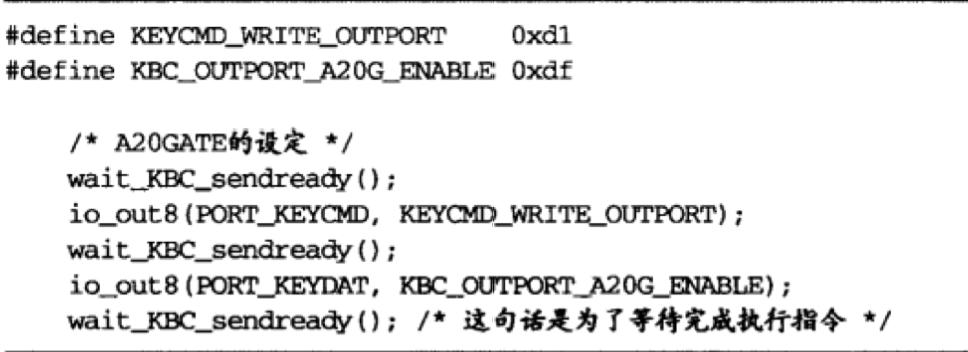 #define KEYCMD_WRITE_OUTPORT    0xd1
#define KBC_OUTPORT_A20G_ENABLE 0xdf
/* A20GATE的设定 */
wait_KBC_sendready();
io_out8(PORT_KEYCMD, KEYCMD_WRITE_OUTPORT);
wait_KBC_sendready();
io_out8(PORT_KEYDAT, KBC_OUTPORT_A20G_ENABLE);
wait_KBC_sendready(); /* 这句话是为了等待完成执行指令 */